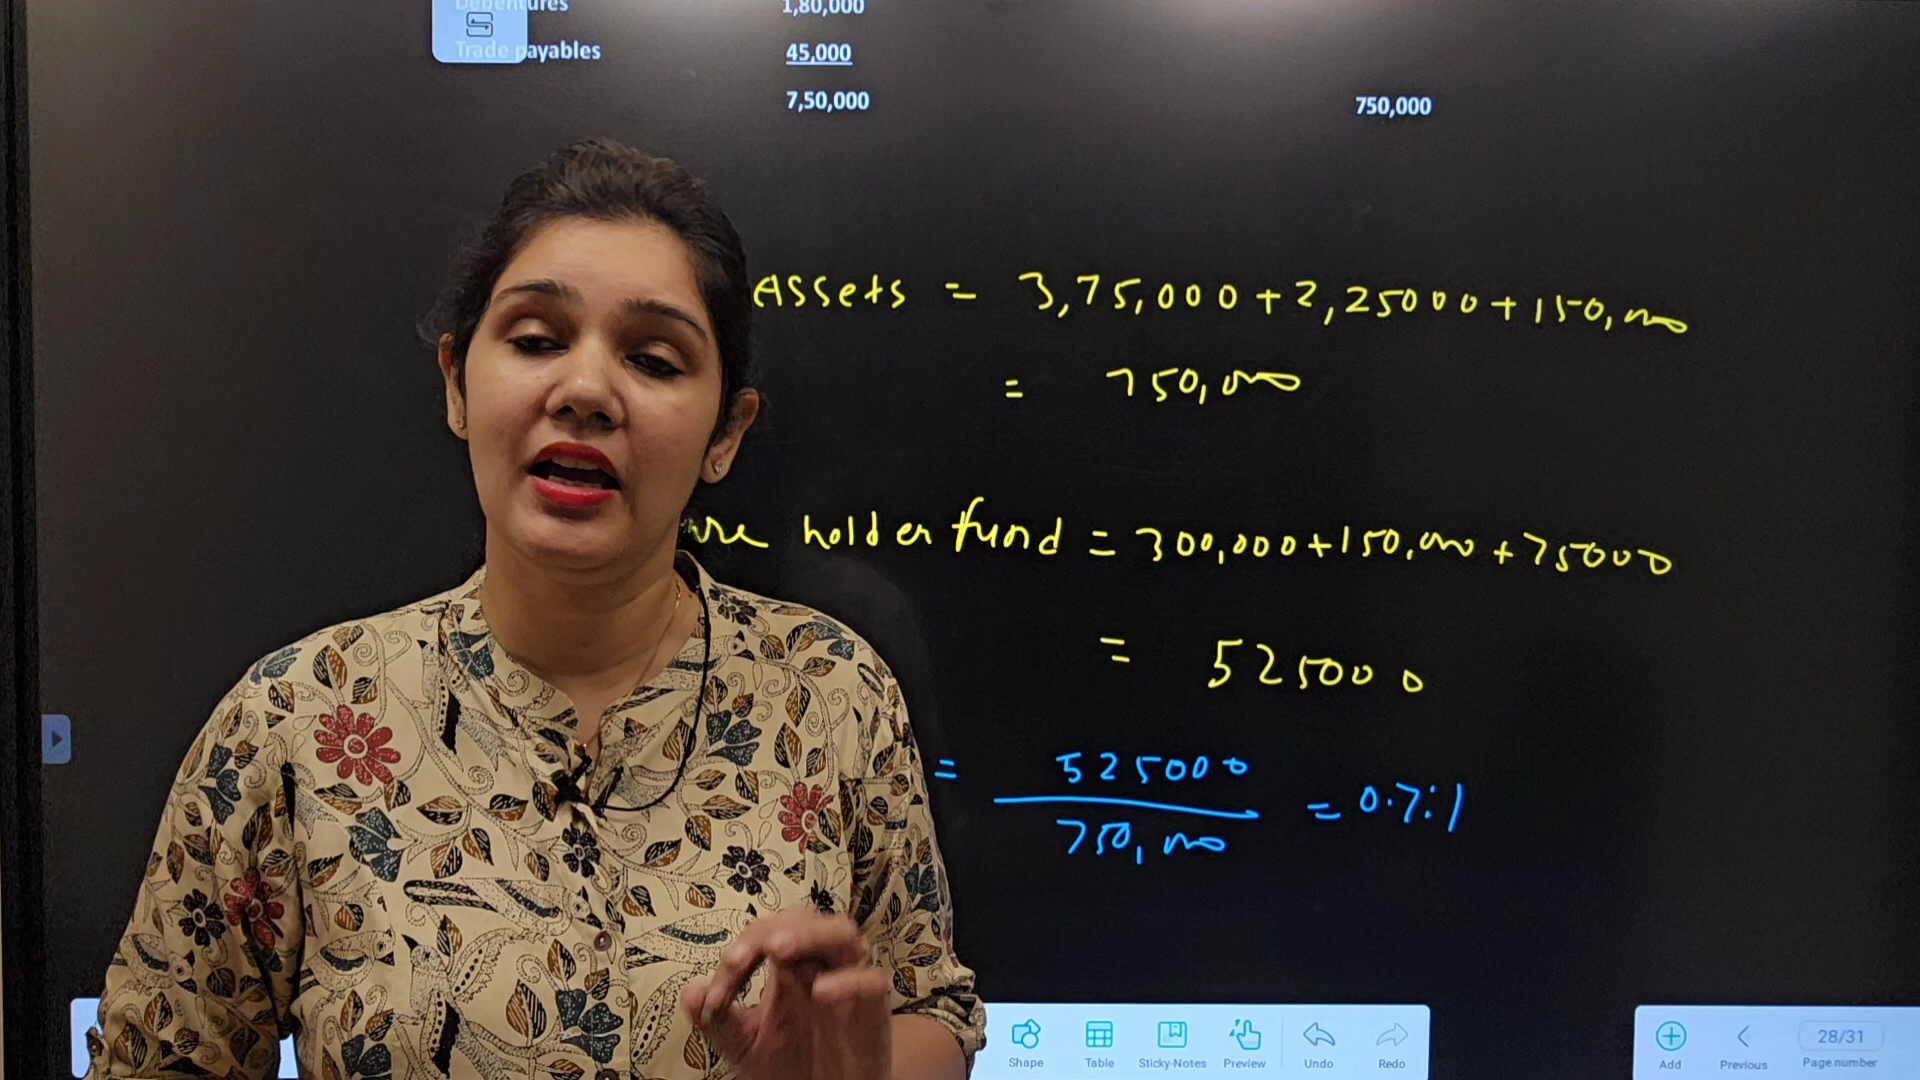 Debentures 1,80,000
Trade payables 45,000
7,50,000 750,000
Assets = 3,75,000 + 2,25000 + 150,000
= 750,000
holder fund = 300,000 + 150,000 + 75000
= 525000
= 525000 / 750,000 = 0.7:1
Shape Table Sticky-Notes Preview Undo Redo Add Previous 28/31 Page number